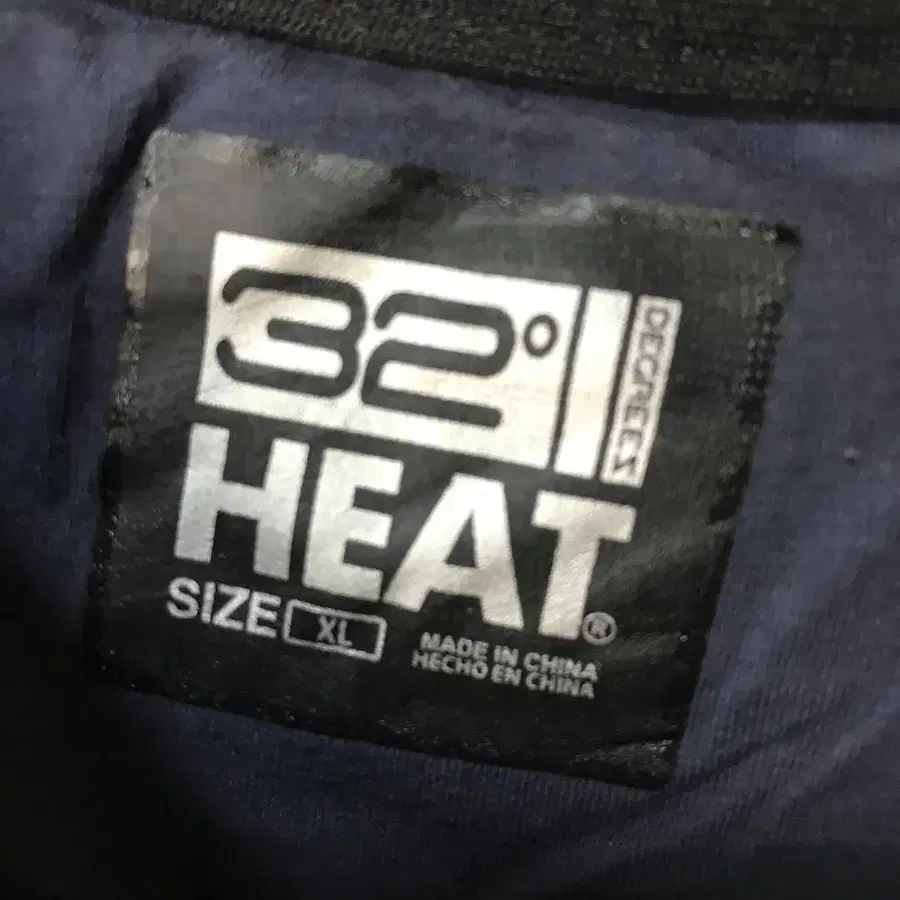 32°
DEGREES
HEAT®
SIZE XL
MADE IN CHINA
HECHO EN CHINA